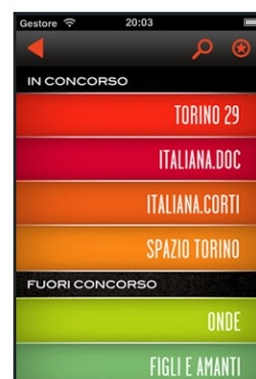 Gestore 20:03
IN CONCORSO
TORINO 29
ITALIANA.DOC
ITALIANA.CORTI
SPAZIO TORINO
FUORI CONCORSO
ONDE
FIGLI E AMANTI